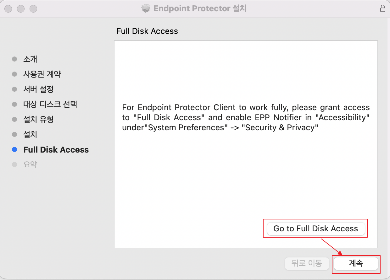 Endpoint Protector 설치
Full Disk Access
소개
사용권 계약
서버 설정
대상 디스크 선택
설치 유형
설치
Full Disk Access
요약
For Endpoint Protector Client to work fully, please grant access
to "Full Disk Access" and enable EPP Notifier in "Accessibility"
under"System Preferences" -> "Security & Privacy"
Go to Full Disk Access
뒤로 이동
계속